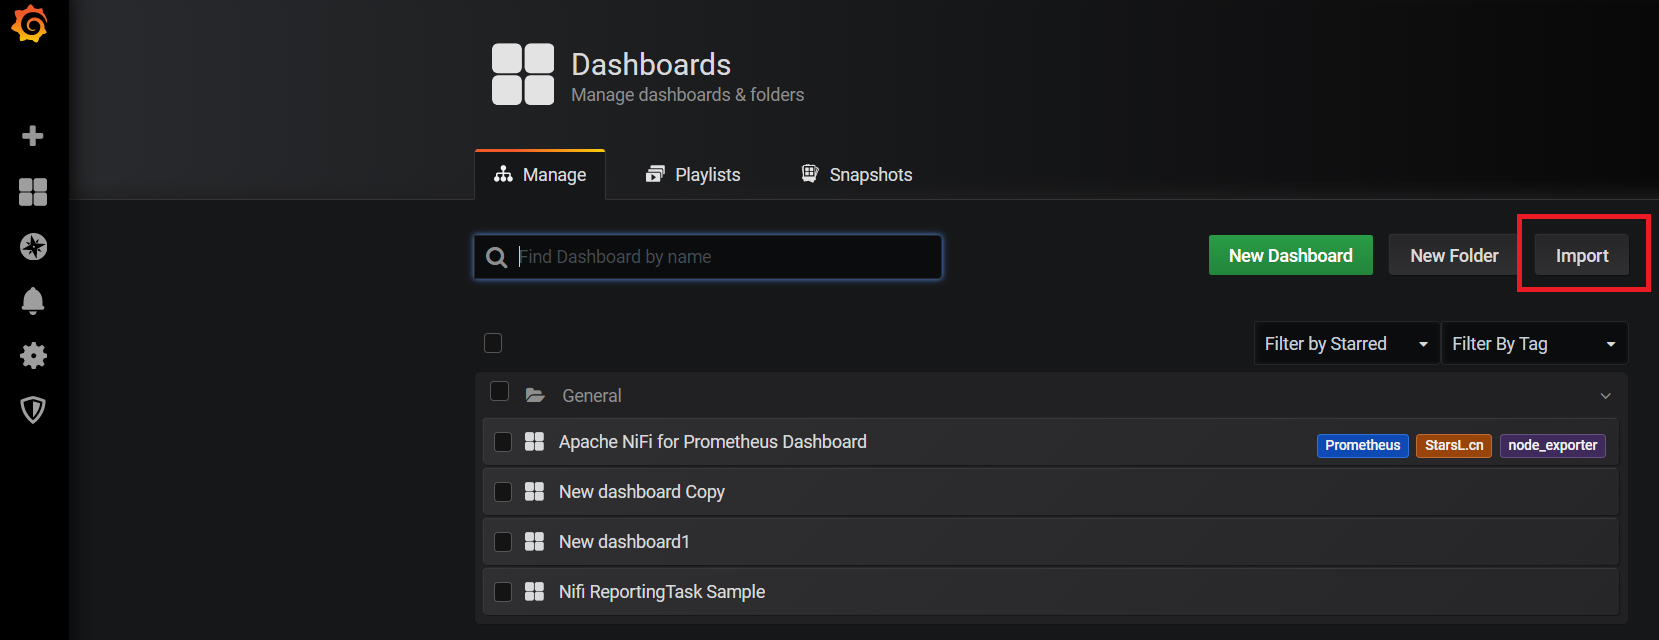 Dashboards
Manage dashboards & folders
Manage Playlists Snapshots
Find Dashboard by name New Dashboard New Folder Import
Filter by Starred Filter By Tag
General
Apache NiFi for Prometheus Dashboard Prometheus StarsL.cn node_exporter
New dashboard Copy
New dashboard1
Nifi ReportingTask Sample